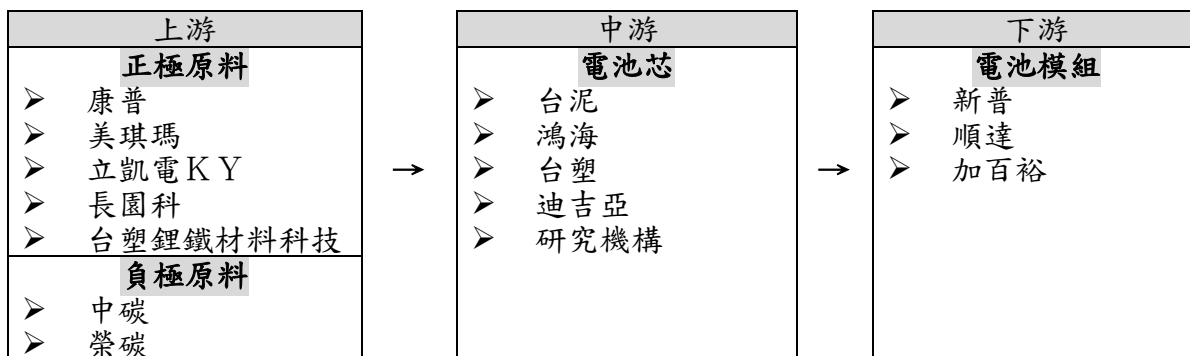 上游
正極原料
➢ 康普
➢ 美琪瑪
➢ 立凱電ＫＹ
➢ 長園科
➢ 台塑鋰鐵材料科技
負極原料
➢ 中碳
➢ 榮碳
→
中游
電池芯
➢ 台泥
➢ 鴻海
➢ 台塑
➢ 迪吉亞
➢ 研究機構
→
下游
電池模組
➢ 新普
➢ 順達
➢ 加百裕